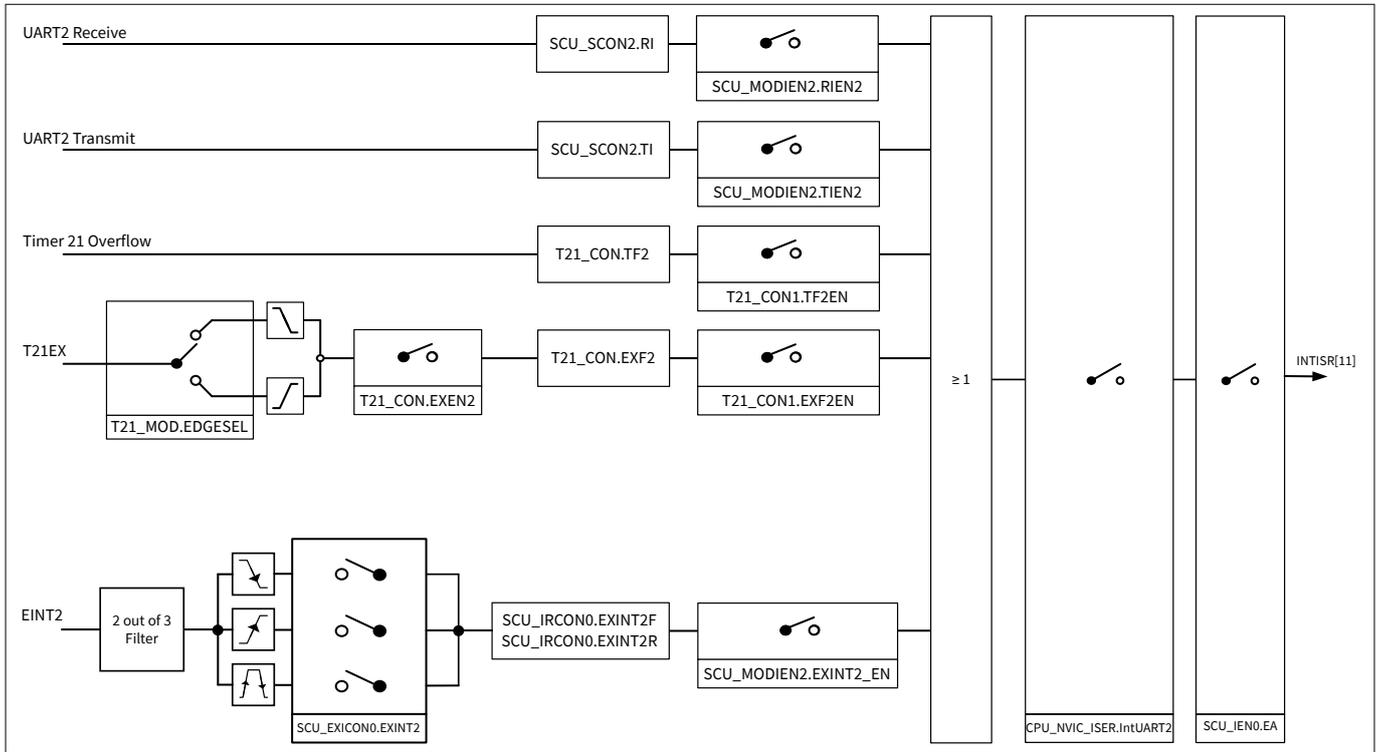 UART2 Receive
SCU_SCON2.RI
SCU_MODIEN2.RIEN2
UART2 Transmit
SCU_SCON2.TI
SCU_MODIEN2.TIEN2
Timer 21 Overflow
T21_CON.TF2
T21_CON1.TF2EN
T21EX
T21_MOD.EDGESEL
T21_CON.EXEN2
T21_CON.EXF2
T21_CON1.EXF2EN
≥ 1
INTISR[11]
EINT2
2 out of 3
Filter
SCU_EXICON0.EXINT2
SCU_IRCON0.EXINT2F
SCU_IRCON0.EXINT2R
SCU_MODIEN2.EXINT2_EN
CPU_NVIC_ISER.IntUART2
SCU_IEN0.EA